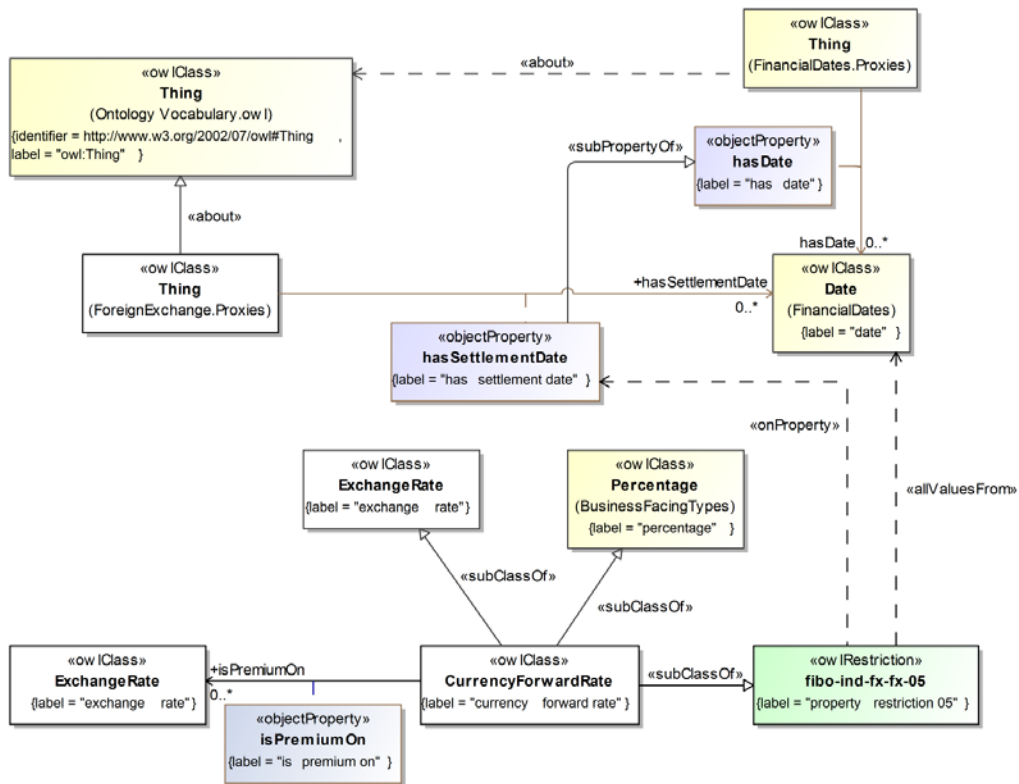 «owlClass»
Thing
(FinancialDates.Proxies)
«owlClass»
Thing
(Ontology Vocabulary.owl)
{identifier = http://www.w3.org/2002/07/owl#Thing ,
label = "owl:Thing" }
«about»
«subPropertyOf»
«objectProperty»
hasDate
{label = "has date" }
«about»
hasDate 0..*
«owlClass»
Thing
(ForeignExchange.Proxies)
+hasSettlementDate
0..*
«owlClass»
Date
(FinancialDates)
{label = "date" }
«objectProperty»
hasSettlementDate
{label = "has settlement date" }
«onProperty»
«allValuesFrom»
«owlClass»
ExchangeRate
{label = "exchange rate"}
«owlClass»
Percentage
(BusinessFacingTypes)
{label = "percentage" }
«subClassOf»
«subClassOf»
«owlClass»
ExchangeRate
{label = "exchange rate"}
+isPremiumOn
0..*
«owlClass»
CurrencyForwardRate
{label = "currency forward rate"}
«subClassOf»
«owlRestriction»
fibo-ind-fx-fx-05
{label = "property restriction 05"}
«objectProperty»
isPremiumOn
{label = "is premium on" }